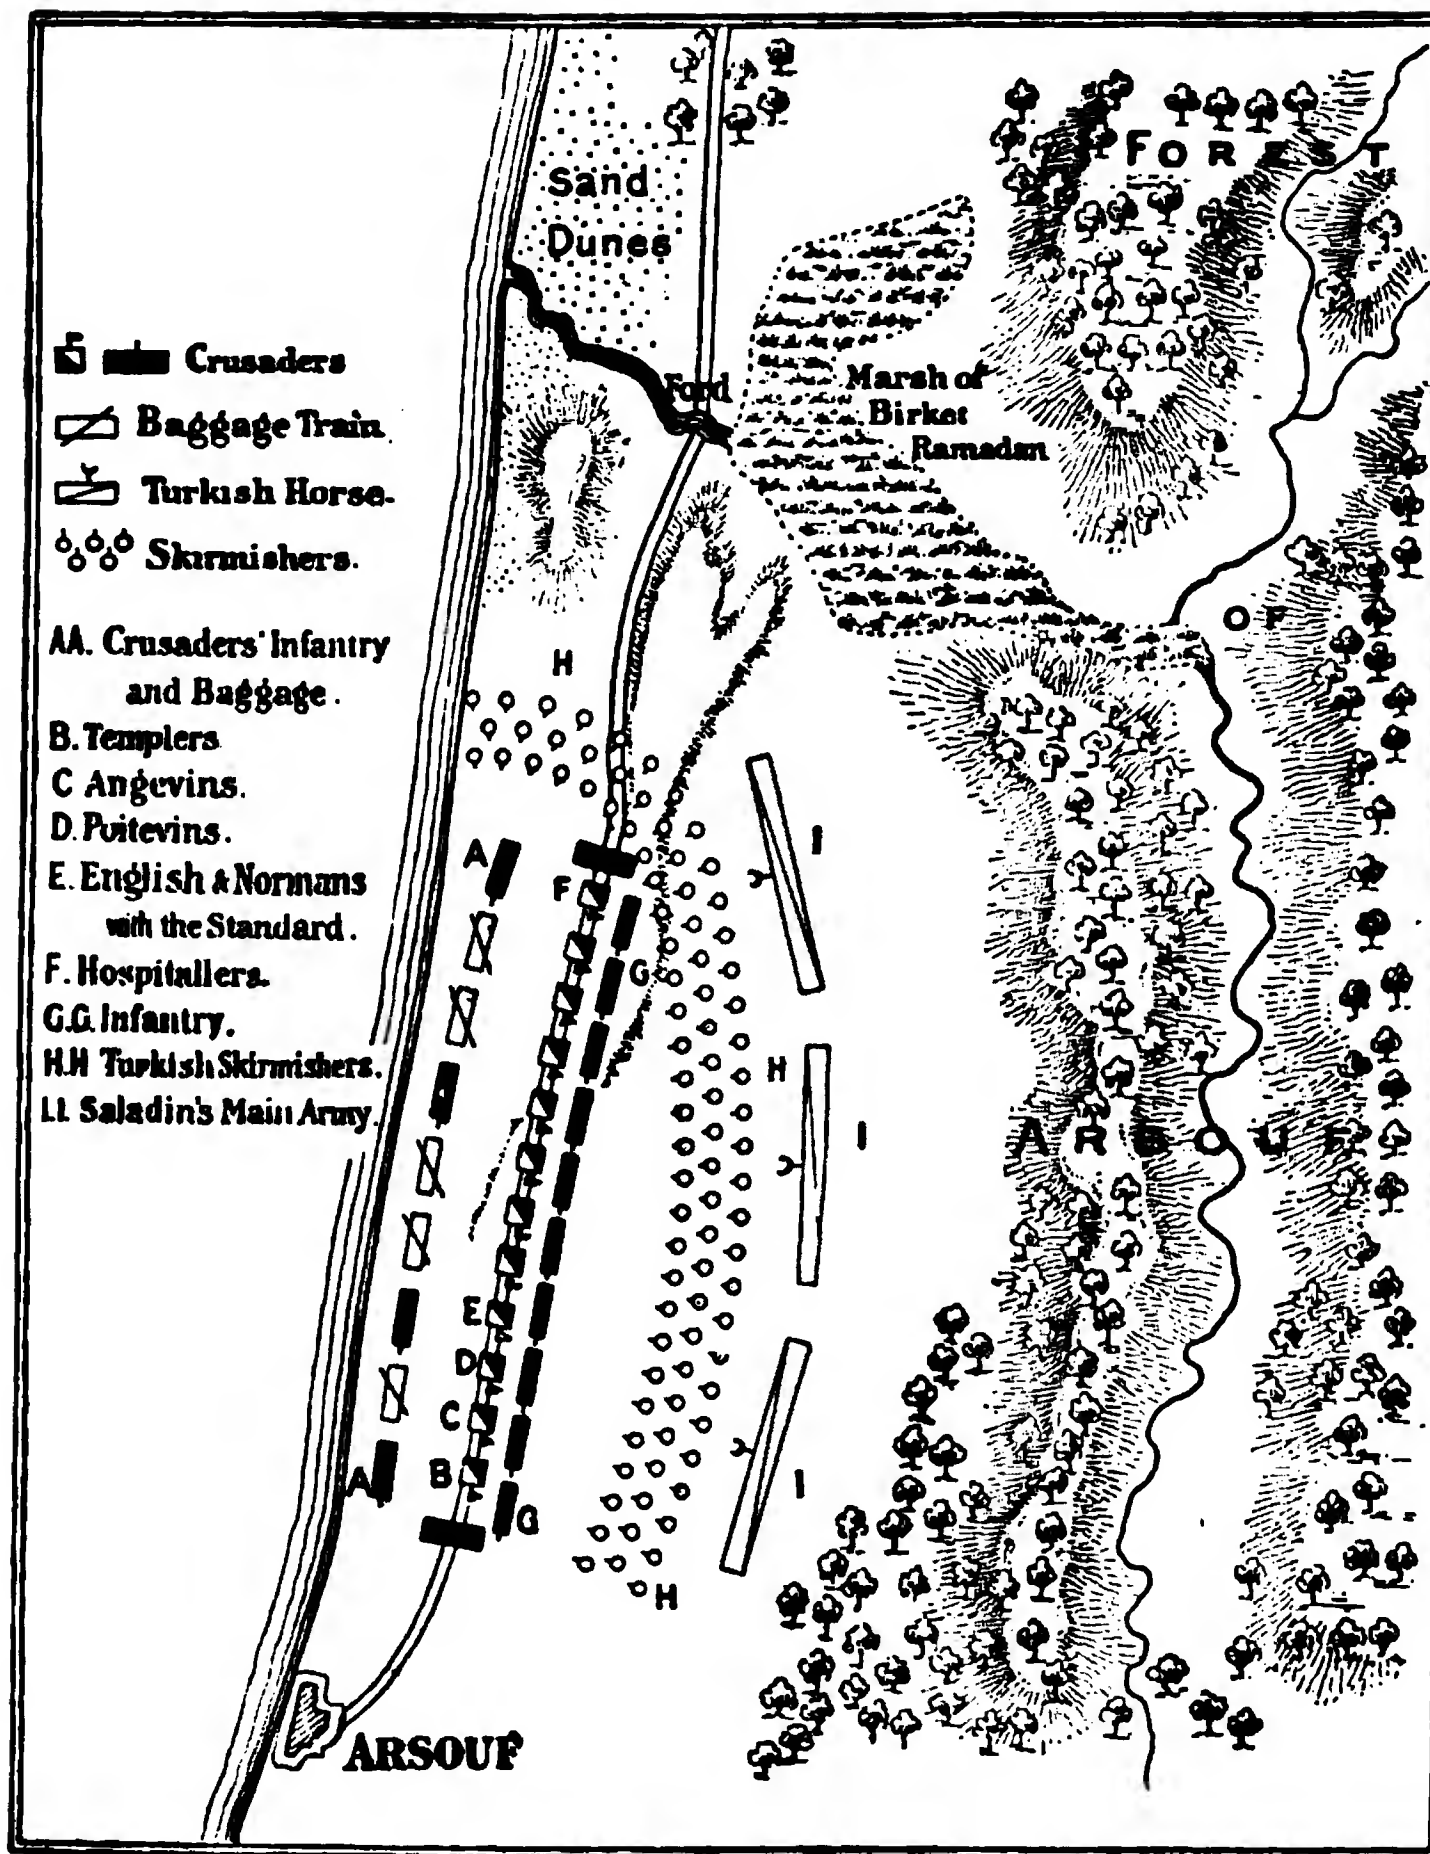 Crusaders
Baggage Train.
Turkish Horse-
Skirmishers.
AA. Crusaders' Infantry
and Baggage.
B. Templers
C Angevins.
D. Poitevins.
E. English & Normans
with the Standard.
F. Hospitallers.
G.G. Infantry.
H.H Turkish Skirmishers.
I.I. Saladin's Main Army.
Sand
Dunes
Ford
Marsh of
Birket
Ramadan
FOREST
OF
ARSOUF
H
A
F
G
I
H
I
E
D
C
B
A
G
I
H
ARSOUF